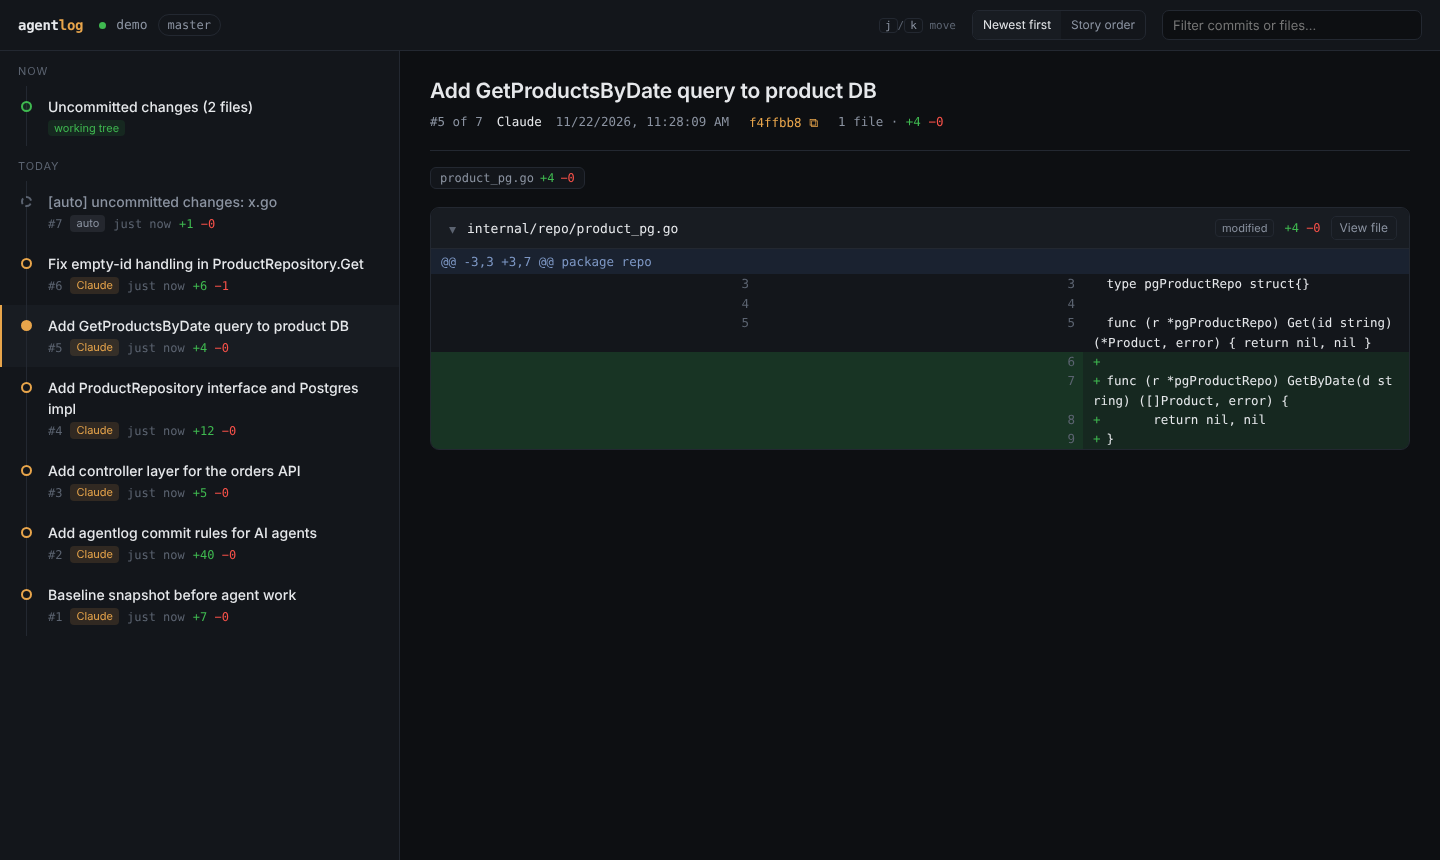 agentlog demo master j/k move Newest first Story order Filter commits or files...
NOW
Uncommitted changes (2 files)
working tree
TODAY
[auto] uncommitted changes: x.go
#7 auto just now +1 −0
Fix empty-id handling in ProductRepository.Get
#6 Claude just now +6 −1
Add GetProductsByDate query to product DB
#5 Claude just now +4 −0
Add ProductRepository interface and Postgres
impl
#4 Claude just now +12 −0
Add controller layer for the orders API
#3 Claude just now +5 −0
Add agentlog commit rules for AI agents
#2 Claude just now +40 −0
Baseline snapshot before agent work
#1 Claude just now +7 −0
Add GetProductsByDate query to product DB
#5 of 7 Claude 11/22/2026, 11:28:09 AM f4ffbb8 ⧉ 1 file · +4 −0
product_pg.go +4 −0
▼ internal/repo/product_pg.go modified +4 −0 View file
@@ -3,3 +3,7 @@ package repo
3 3 type pgProductRepo struct{}
4 4
5 5 func (r *pgProductRepo) Get(id string)
(*Product, error) { return nil, nil }
6 +
7 + func (r *pgProductRepo) GetByDate(d st
ring) ([]Product, error) {
8 + return nil, nil
9 + }